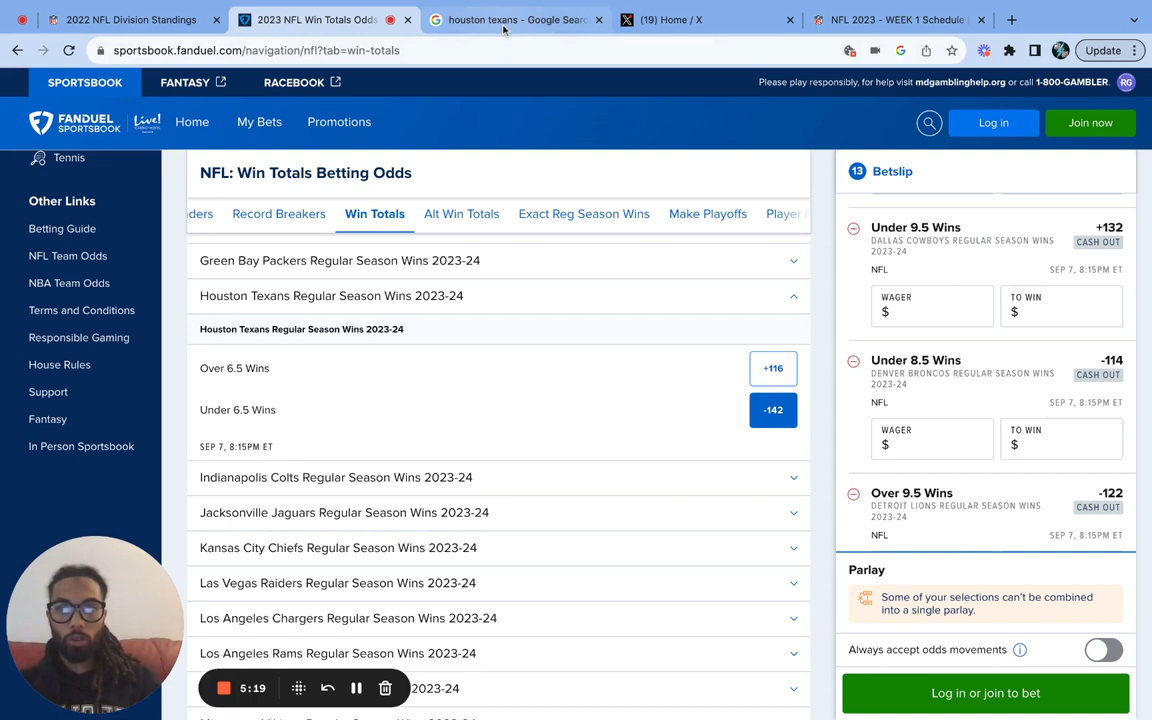 2022 NFL Division Standings
2023 NFL Win Totals Odds
houston texans - Google Sear
(19) Home / X
NFL 2023 - WEEK 1 Schedule
sportsbook.fanduel.com/navigation/nfl?tab=win-totals
Update
SPORTSBOOK
FANTASY
RACEBOOK
Please play responsibly, for help visit mdgamblinghelp.org or call 1-800-GAMBLER.
RG
FANDUEL
SPORTSBOOK
Live!
Home
My Bets
Promotions
Log in
Join now
Tennis
Other Links
Betting Guide
NFL Team Odds
NBA Team Odds
Terms and Conditions
Responsible Gaming
House Rules
Support
Fantasy
In Person Sportsbook
NFL: Win Totals Betting Odds
ders
Record Breakers
Win Totals
Alt Win Totals
Exact Reg Season Wins
Make Playoffs
Player
Green Bay Packers Regular Season Wins 2023-24
Houston Texans Regular Season Wins 2023-24
Houston Texans Regular Season Wins 2023-24
Over 6.5 Wins
+116
Under 6.5 Wins
-142
SEP 7, 8:15PM ET
Indianapolis Colts Regular Season Wins 2023-24
Jacksonville Jaguars Regular Season Wins 2023-24
Kansas City Chiefs Regular Season Wins 2023-24
Las Vegas Raiders Regular Season Wins 2023-24
Los Angeles Chargers Regular Season Wins 2023-24
Los Angeles Rams Regular Season Wins 2023-24
2023-24
5:19
13 Betslip
Under 9.5 Wins
+132
DALLAS COWBOYS REGULAR SEASON WINS
2023-24
CASH OUT
NFL
SEP 7, 8:15PM ET
WAGER
$
TO WIN
$
Under 8.5 Wins
-114
DENVER BRONCOS REGULAR SEASON WINS
2023-24
CASH OUT
NFL
SEP 7, 8:15PM ET
WAGER
$
TO WIN
$
Over 9.5 Wins
-122
DETROIT LIONS REGULAR SEASON WINS
2023-24
CASH OUT
NFL
SEP 7, 8:15PM ET
Parlay
Some of your selections can't be combined
into a single parlay.
Always accept odds movements
Log in or join to bet